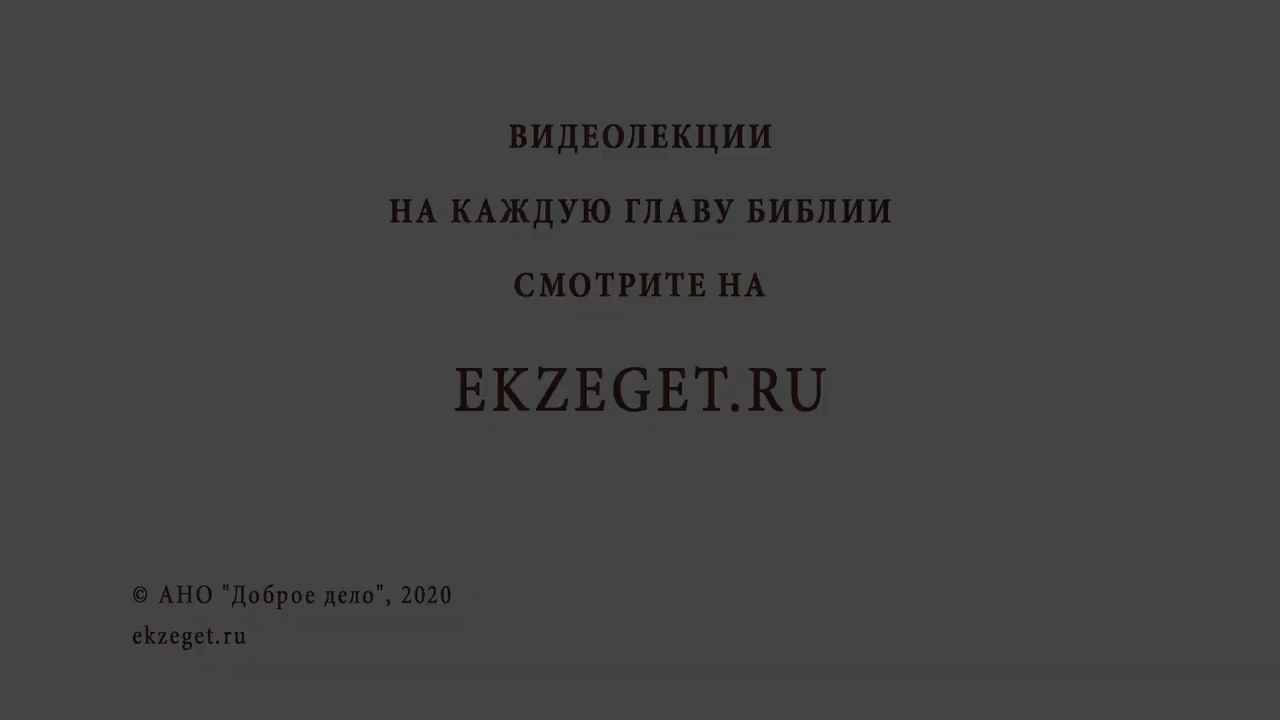 ВИДЕОЛЕКЦИИ
НА КАЖДУЮ ГЛАВУ БИБЛИИ
СМОТРИТЕ НА
EKZEGET.RU
© АНО "Доброе дело", 2020
ekzeget.ru